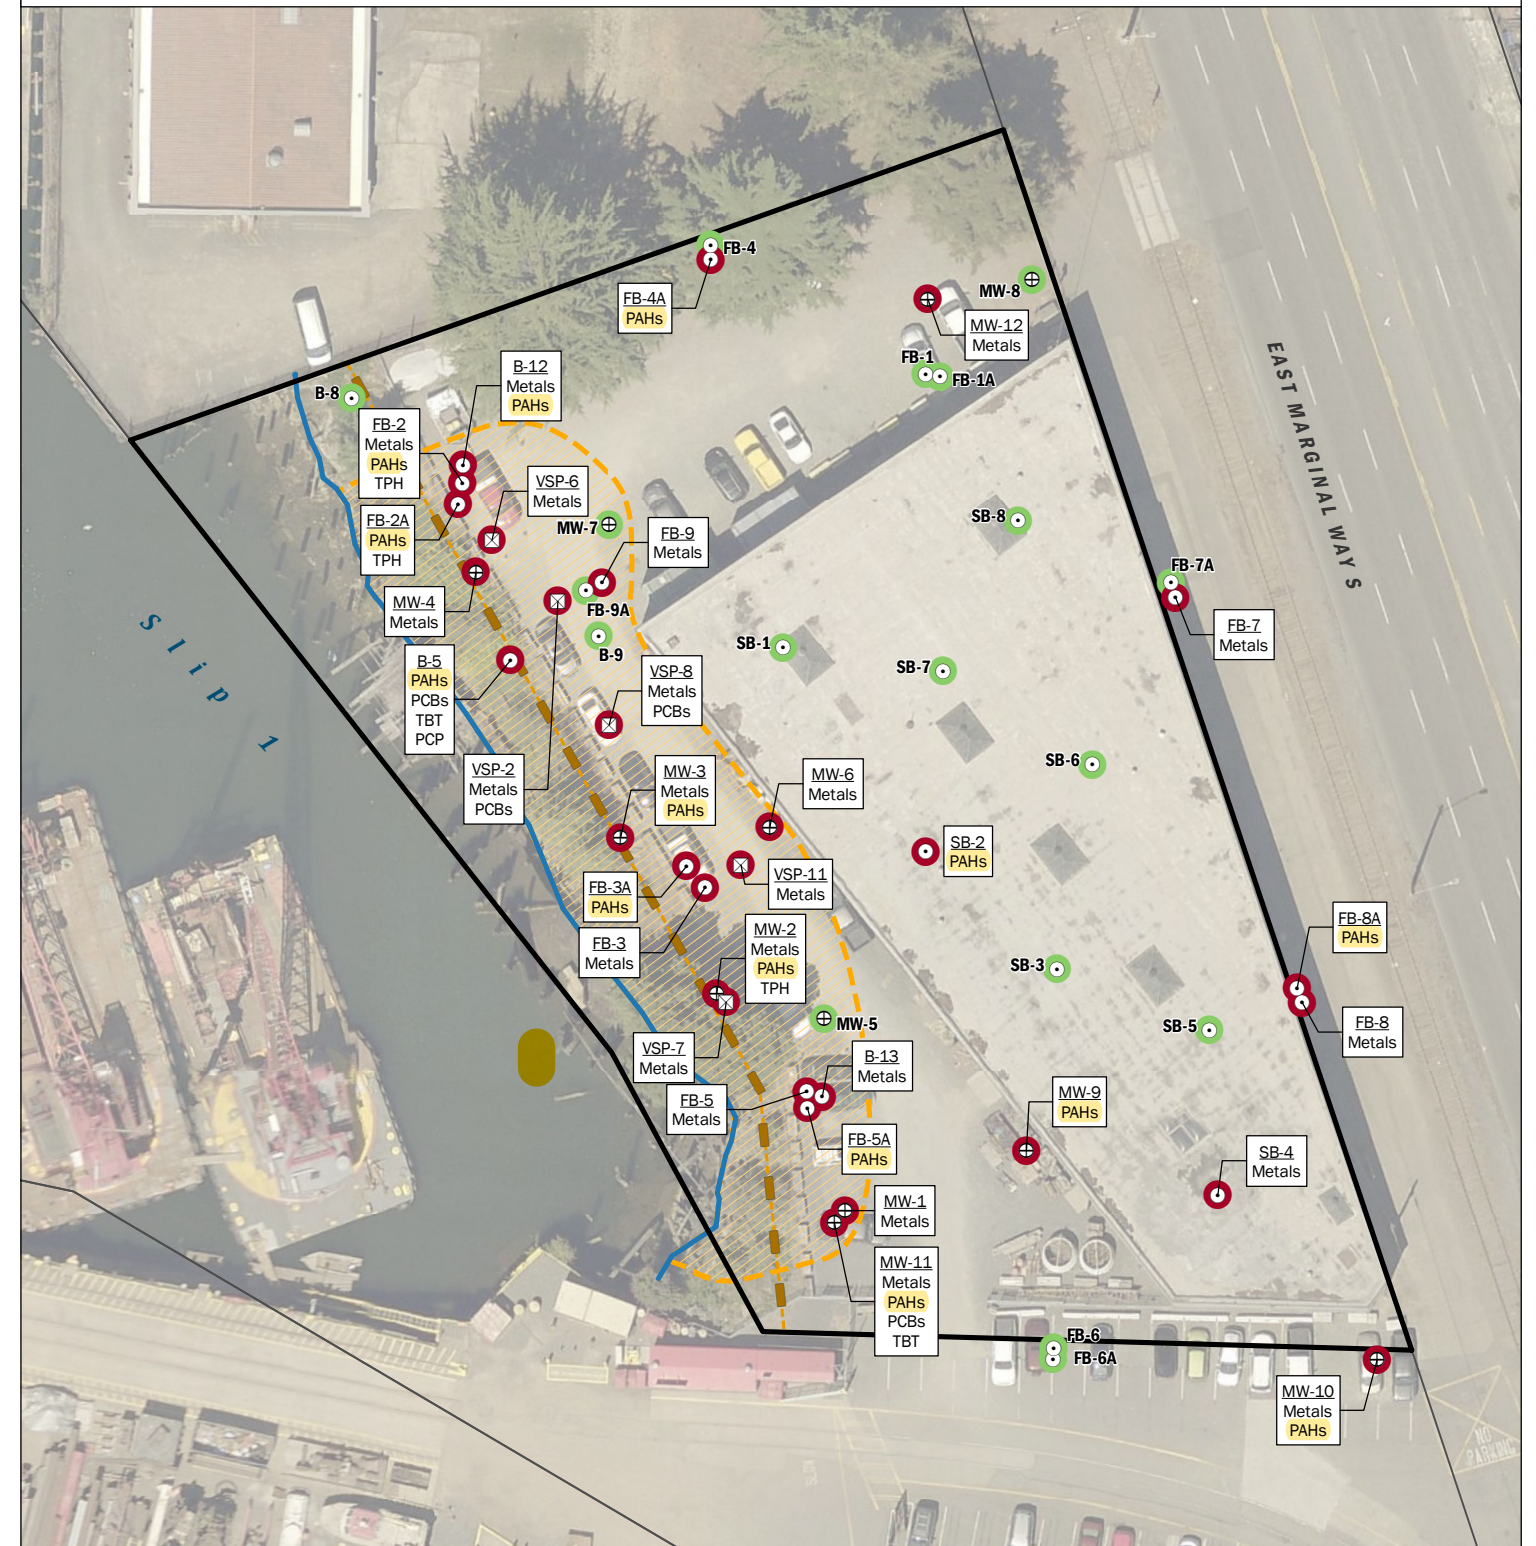 FB-4
FB-4A
PAHs
MW-8
MW-12
Metals
FB-1
FB-1A
EAST MARGINAL WAY S
B-12
Metals
PAHs
B-8
FB-2
Metals
PAHs
TPH
VSP-6
Metals
FB-2A
PAHs
TPH
MW-7
FB-9
Metals
SB-8
FB-7A
MW-4
Metals
FB-9A
B-9
FB-7
Metals
Slip 1
SB-1
SB-7
B-5
PAHs
PCBs
TBT
PCP
VSP-8
Metals
PCBs
VSP-2
Metals
PCBs
MW-3
Metals
PAHs
MW-6
Metals
SB-6
SB-2
PAHs
FB-3A
PAHs
VSP-11
Metals
FB-3
Metals
MW-2
Metals
PAHs
TPH
FB-8A
PAHs
SB-3
MW-5
SB-5
FB-8
Metals
VSP-7
Metals
B-13
Metals
FB-5
Metals
MW-9
PAHs
FB-5A
PAHs
SB-4
Metals
MW-1
Metals
MW-11
Metals
PAHs
PCBs
TBT
FB-6
FB-6A
MW-10
Metals
PAHs
NO
PARKING